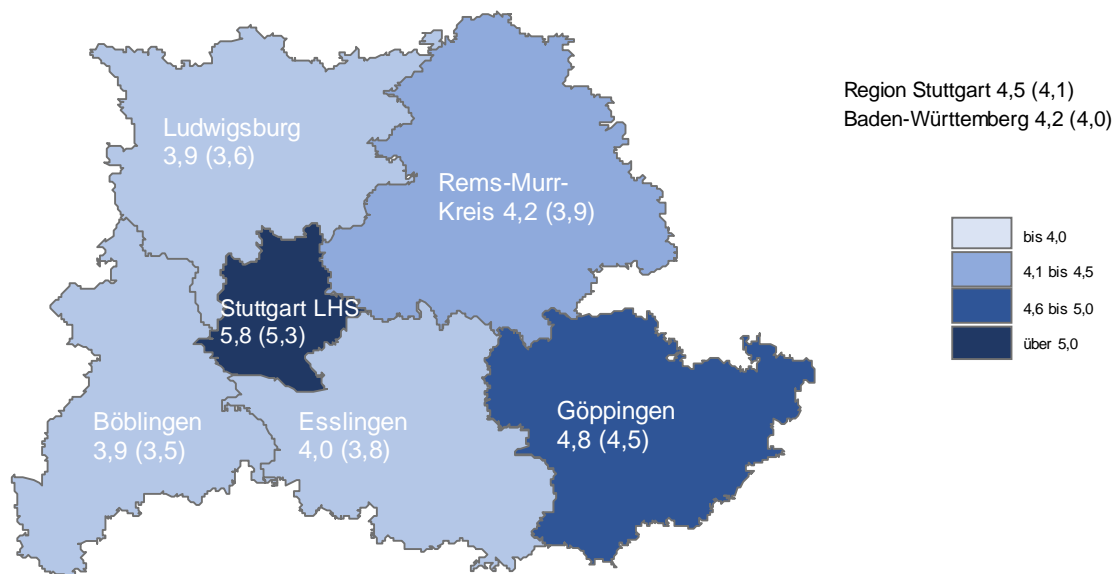 Region Stuttgart 4,5 (4,1)
Baden-Württemberg 4,2 (4,0)
Ludwigsburg
3,9 (3,6)
Rems-Murr-
Kreis 4,2 (3,9)
Stuttgart LHS
5,8 (5,3)
Böblingen
3,9 (3,5)
Esslingen
4,0 (3,8)
Göppingen
4,8 (4,5)
bis 4,0
4,1 bis 4,5
4,6 bis 5,0
über 5,0